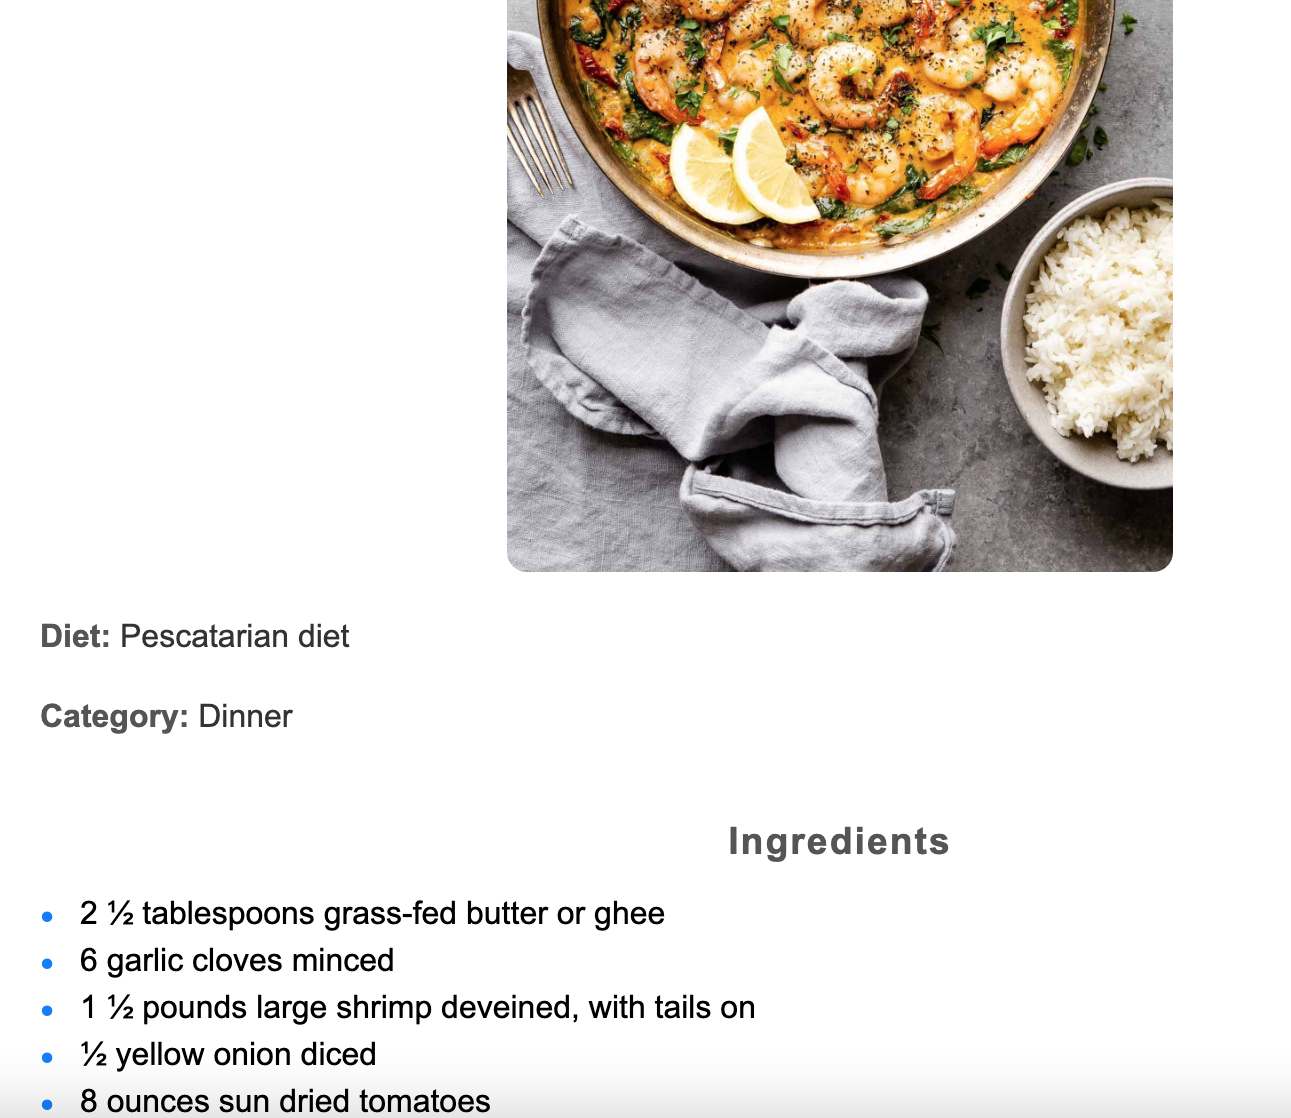 Diet: Pescatarian diet
Category: Dinner
Ingredients
2 ½ tablespoons grass-fed butter or ghee
6 garlic cloves minced
1 ½ pounds large shrimp deveined, with tails on
½ yellow onion diced
8 ounces sun dried tomatoes